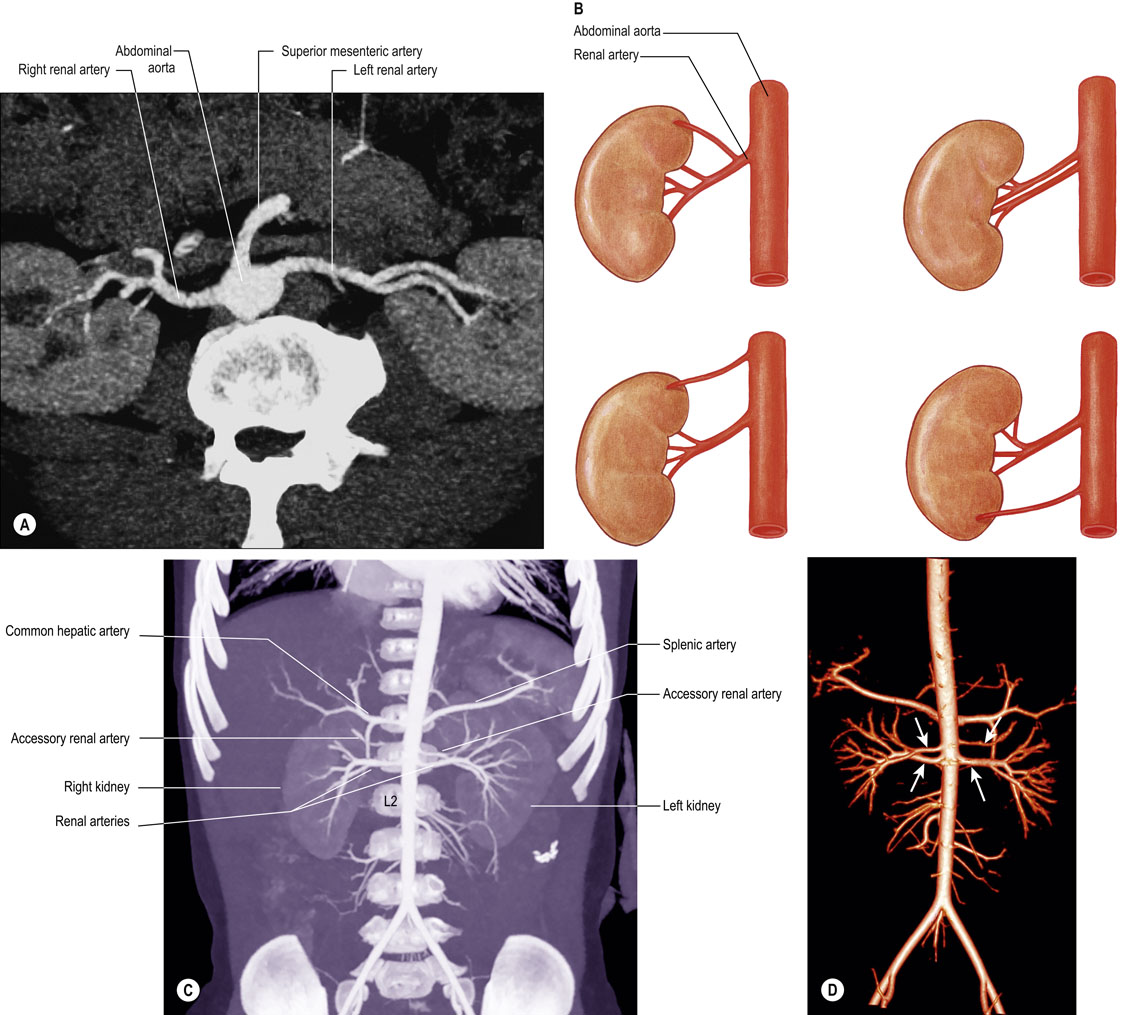 Abdominal
aorta
Superior mesenteric artery
Right renal artery
Left renal artery
A
B
Abdominal aorta
Renal artery
Common hepatic artery
Splenic artery
Accessory renal artery
Accessory renal artery
Right kidney
L2
Left kidney
Renal arteries
C
D